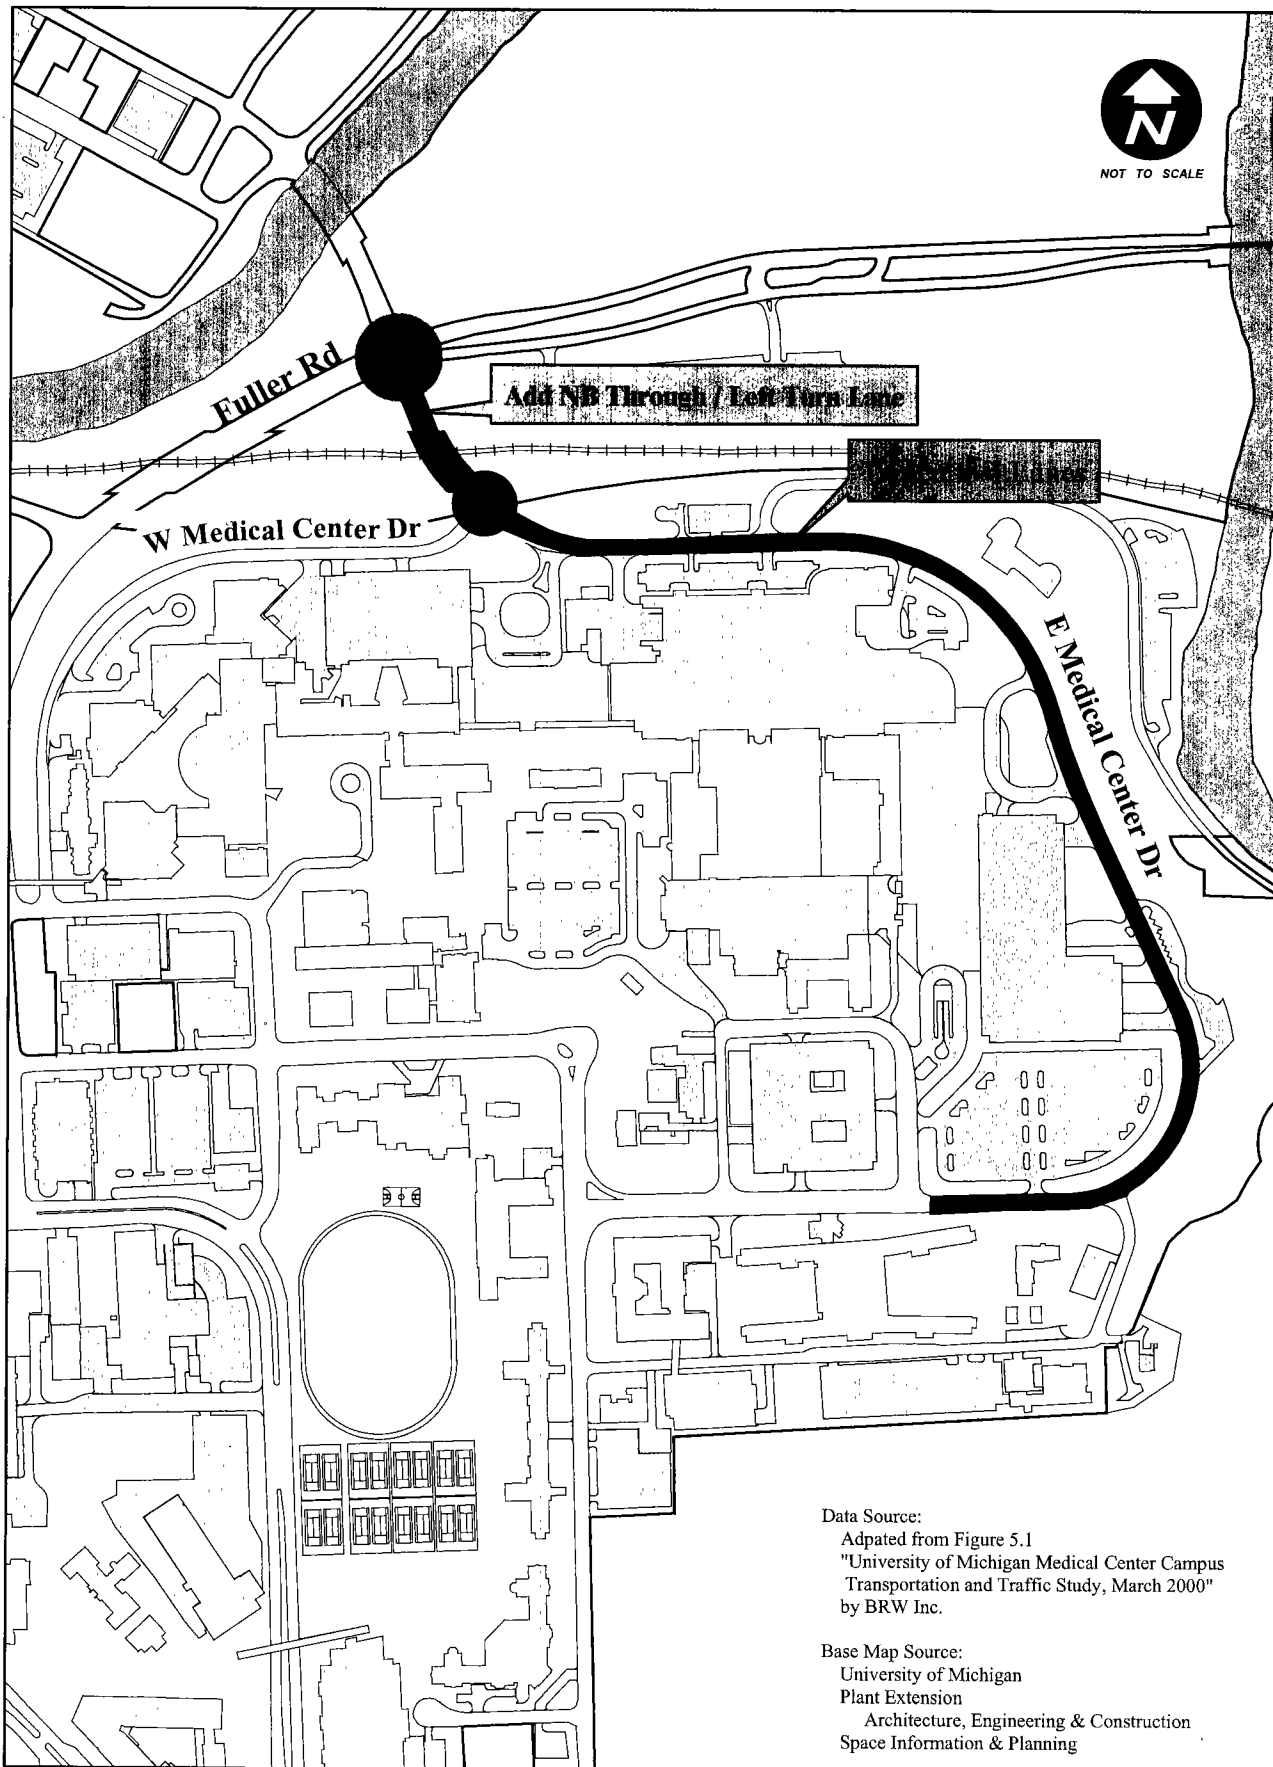 N
NOT TO SCALE
Fuller Rd
Add NB Through / Left Turn Lane
W Medical Center Dr
E Medical Center Dr
Data Source:
Adpated from Figure 5.1
"University of Michigan Medical Center Campus
Transportation and Traffic Study, March 2000"
by BRW Inc.
Base Map Source:
University of Michigan
Plant Extension
Architecture, Engineering & Construction
Space Information & Planning